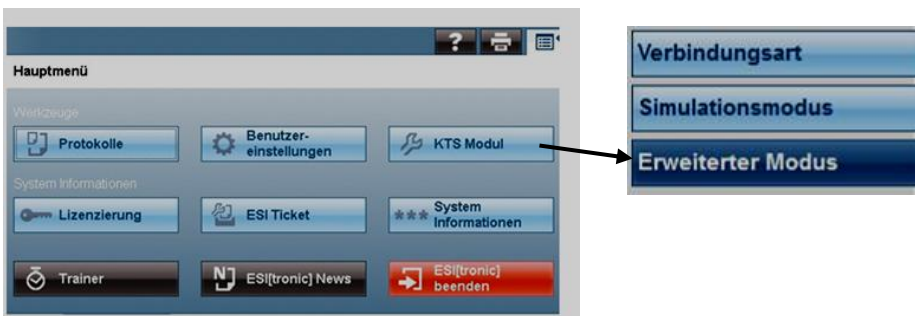 ?
Hauptmenü
Werkzeuge
Protokolle
Benutzer-
einstellungen
KTS Modul
System Informationen
Lizenzierung
ESI Ticket
*** System
Informationen
Trainer
N
ESI[tronic] News
ESI[tronic]
beenden
Verbindungsart
Simulationsmodus
Erweiterter Modus